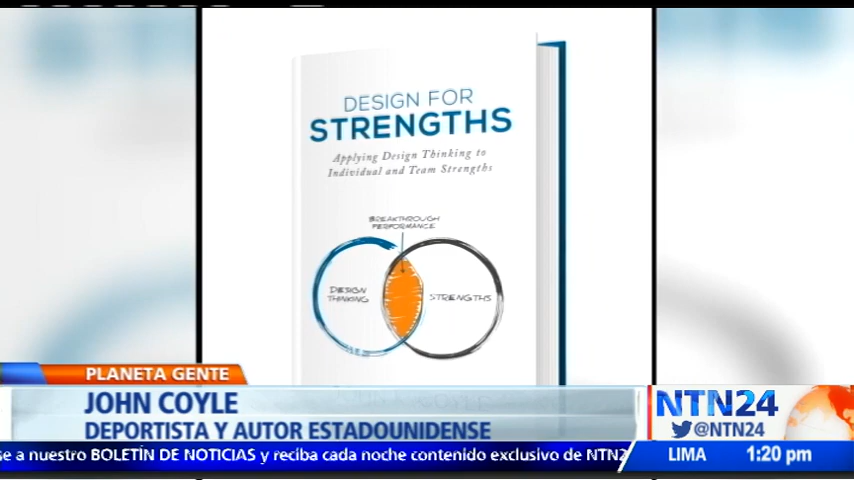 DESIGN FOR
STRENGTHS
Applying Design Thinking to
Individual and Team Strengths
BREAKTHROUGH
PERFORMANCE
DESIGN
THINKING
STRENGTHS
PLANETA GENTE
JOHN COYLE
DEPORTISTA Y AUTOR ESTADOUNIDENSE
NTN24
@NTN24
se a nuestro BOLETÍN DE NOTICIAS y reciba cada noche contenido exclusivo de NTN2
LIMA 1:20 pm